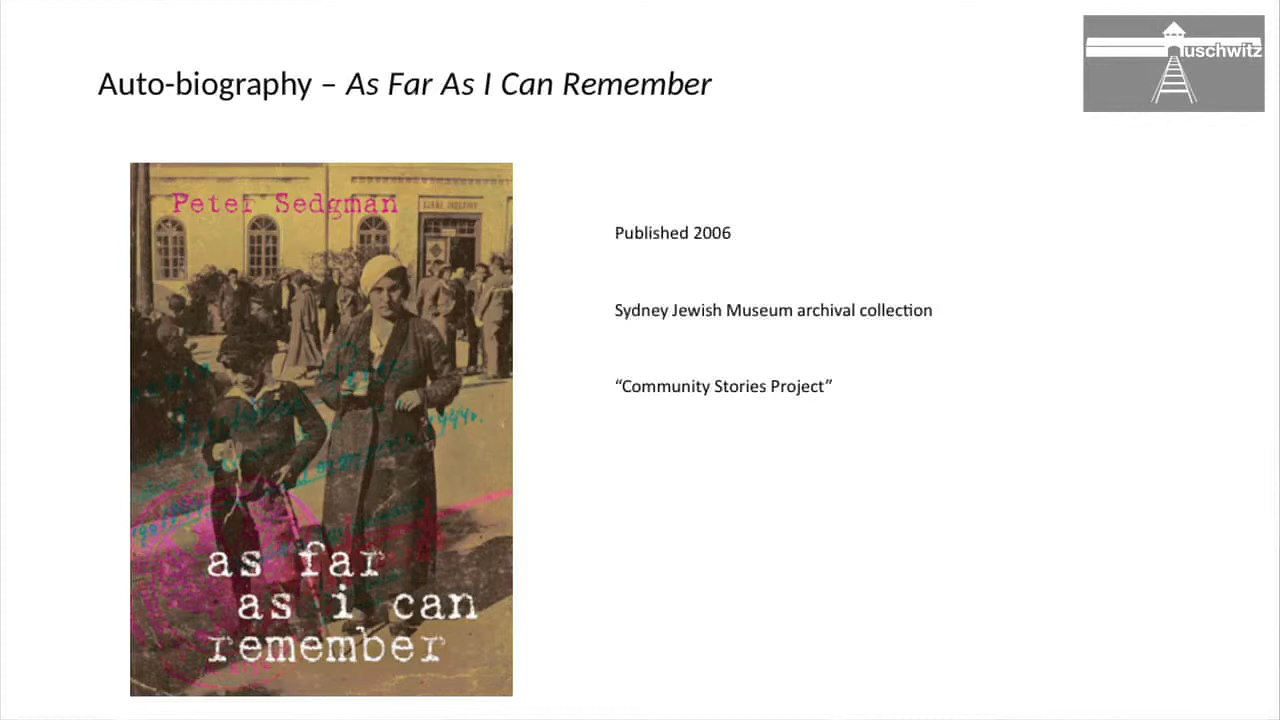 Auto-biography – As Far As I Can Remember
uschwitz
Peter Sedgman
Published 2006
Sydney Jewish Museum archival collection
“Community Stories Project”
1944.
as far
as i can
remember